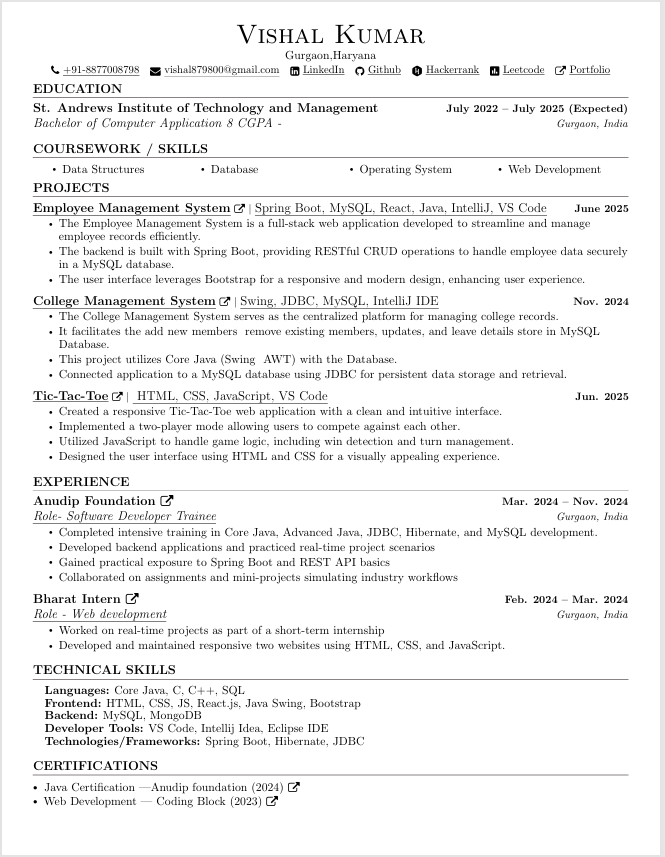 Vishal Kumar
Gurgaon,Haryana
+91-8877008798 vishal879800@gmail.com LinkedIn Github Hackerrank Leetcode Portfolio
EDUCATION
St. Andrews Institute of Technology and Management July 2022 – July 2025 (Expected)
Bachelor of Computer Application 8 CGPA - Gurgaon, India
COURSEWORK / SKILLS
• Data Structures • Database • Operating System • Web Development
PROJECTS
Employee Management System | Spring Boot, MySQL, React, Java, IntelliJ, VS Code June 2025
• The Employee Management System is a full-stack web application developed to streamline and manage
employee records efficiently.
• The backend is built with Spring Boot, providing RESTful CRUD operations to handle employee data securely
in a MySQL database.
• The user interface leverages Bootstrap for a responsive and modern design, enhancing user experience.
College Management System | Swing, JDBC, MySQL, IntelliJ IDE Nov. 2024
• The College Management System serves as the centralized platform for managing college records.
• It facilitates the add new members remove existing members, updates, and leave details store in MySQL
Database.
• This project utilizes Core Java (Swing AWT) with the Database.
• Connected application to a MySQL database using JDBC for persistent data storage and retrieval.
Tic-Tac-Toe | HTML, CSS, JavaScript, VS Code Jun. 2025
• Created a responsive Tic-Tac-Toe web application with a clean and intuitive interface.
• Implemented a two-player mode allowing users to compete against each other.
• Utilized JavaScript to handle game logic, including win detection and turn management.
• Designed the user interface using HTML and CSS for a visually appealing experience.
EXPERIENCE
Anudip Foundation Mar. 2024 – Nov. 2024
Role- Software Developer Trainee Gurgaon, India
• Completed intensive training in Core Java, Advanced Java, JDBC, Hibernate, and MySQL development.
• Developed backend applications and practiced real-time project scenarios
• Gained practical exposure to Spring Boot and REST API basics
• Collaborated on assignments and mini-projects simulating industry workflows
Bharat Intern Feb. 2024 – Mar. 2024
Role - Web development Gurgaon, India
• Worked on real-time projects as part of a short-term internship
• Developed and maintained responsive two websites using HTML, CSS, and JavaScript.
TECHNICAL SKILLS
Languages: Core Java, C, C++, SQL
Frontend: HTML, CSS, JS, React.js, Java Swing, Bootstrap
Backend: MySQL, MongoDB
Developer Tools: VS Code, Intellij Idea, Eclipse IDE
Technologies/Frameworks: Spring Boot, Hibernate, JDBC
CERTIFICATIONS
• Java Certification —Anudip foundation (2024)
• Web Development — Coding Block (2023)